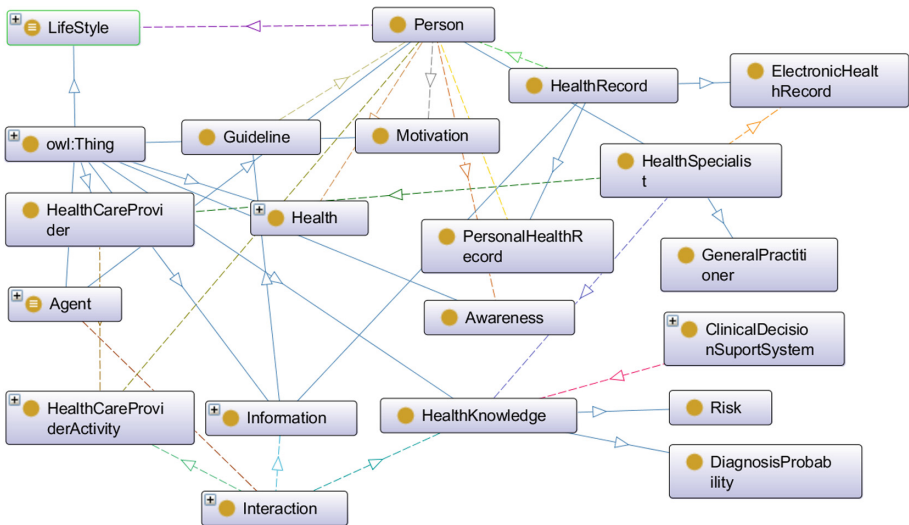 LifeStyle
Person
HealthRecord
ElectronicHealt
hRecord
owl:Thing
Guideline
Motivation
HealthSpecialis
t
HealthCareProvi
der
Health
PersonalHealthR
ecord
GeneralPractiti
oner
Agent
Awareness
ClinicalDecisio
nSuportSystem
HealthCareProvi
derActivity
Information
HealthKnowledge
Risk
DiagnosisProbab
ility
Interaction